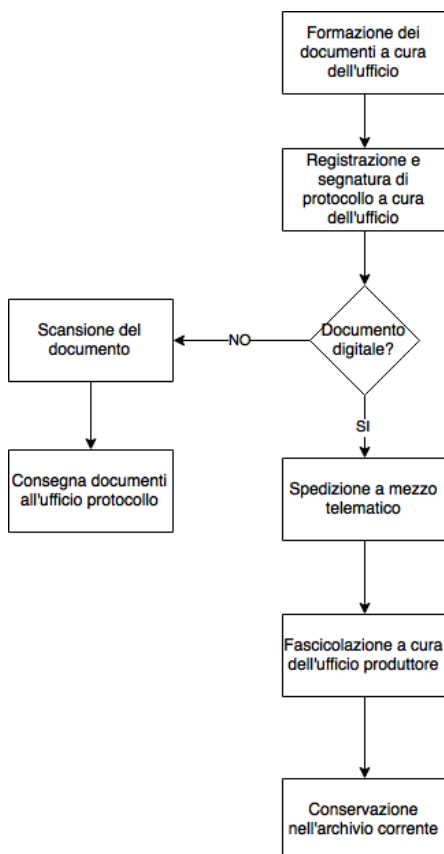 Formazione dei
documenti a cura
dell'ufficio
Registrazione e
segnatura di
protocollo a cura
dell'ufficio
Documento
digitale?
NO
Scansione del
documento
Consegna documenti
all'ufficio protocollo
SI
Spedizione a mezzo
telematico
Fascicolazione a cura
dell'ufficio produttore
Conservazione
nell'archivio corrente